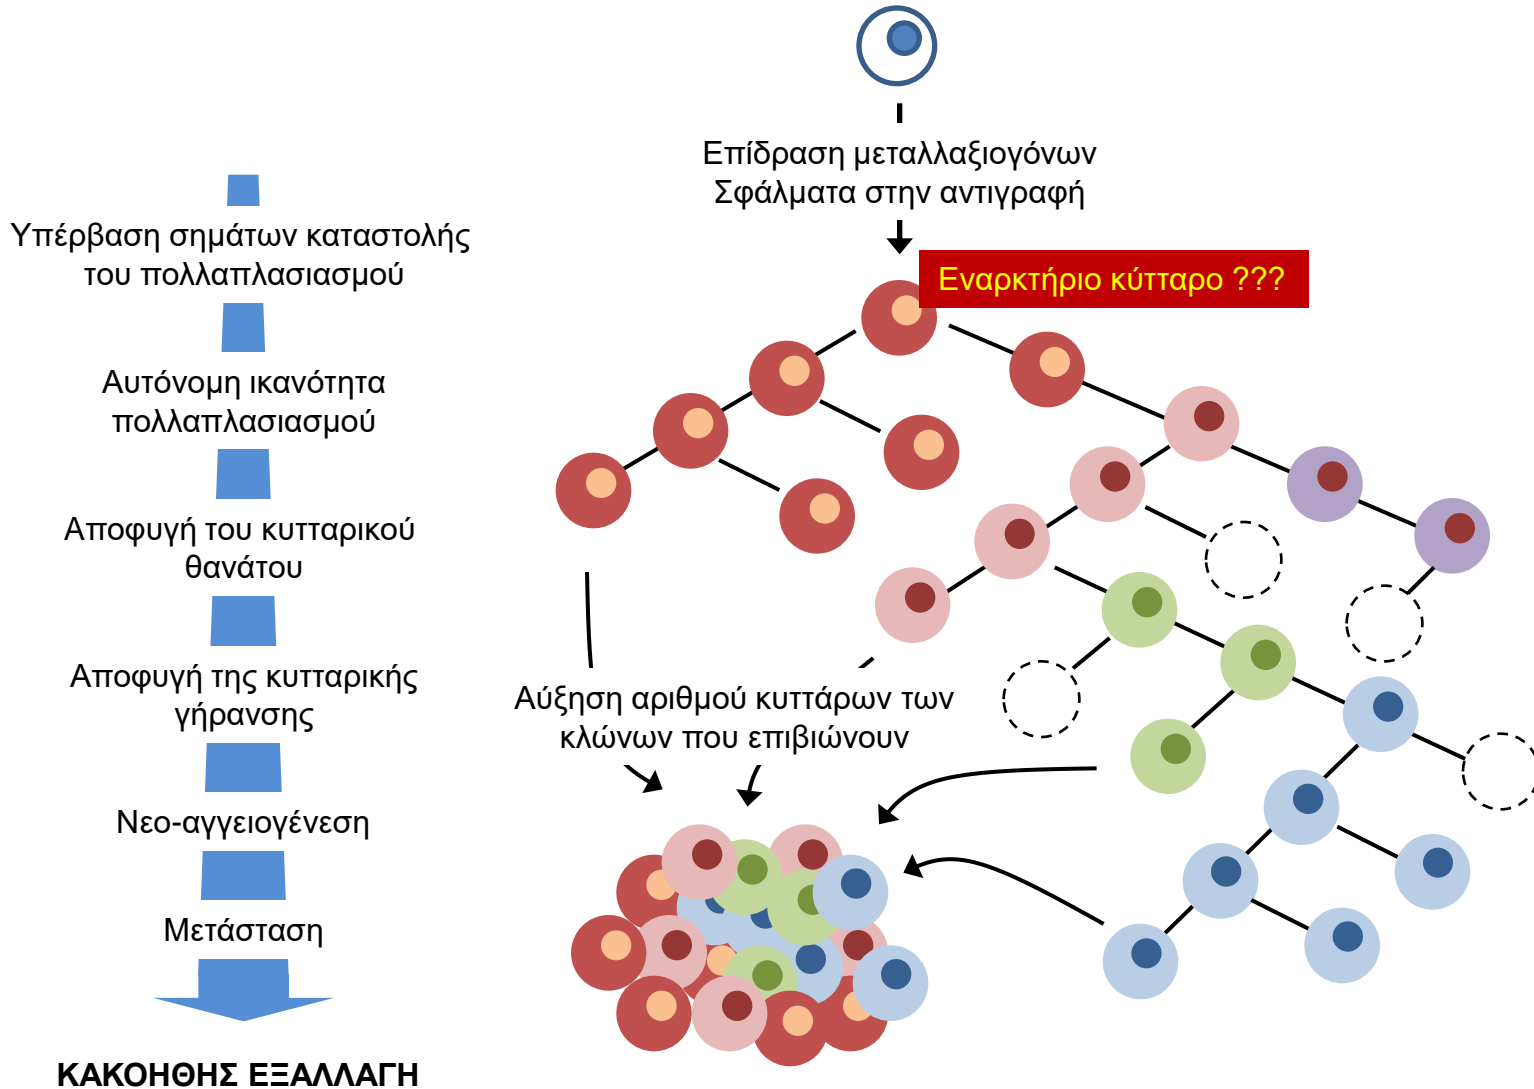 Επίδραση μεταλλαξιογόνων
Σφάλματα στην αντιγραφή
Εναρκτήριο κύτταρο ???
Υπέρβαση σημάτων καταστολής
του πολλαπλασιασμού
Αυτόνομη ικανότητα
πολλαπλασιασμού
Αποφυγή του κυτταρικού
θανάτου
Αποφυγή της κυτταρικής
γήρανσης
Νεο-αγγειογένεση
Μετάσταση
ΚΑΚΟΗΘΗΣ ΕΞΑΛΛΑΓΗ
Αύξηση αριθμού κυττάρων των
κλώνων που επιβιώνουν